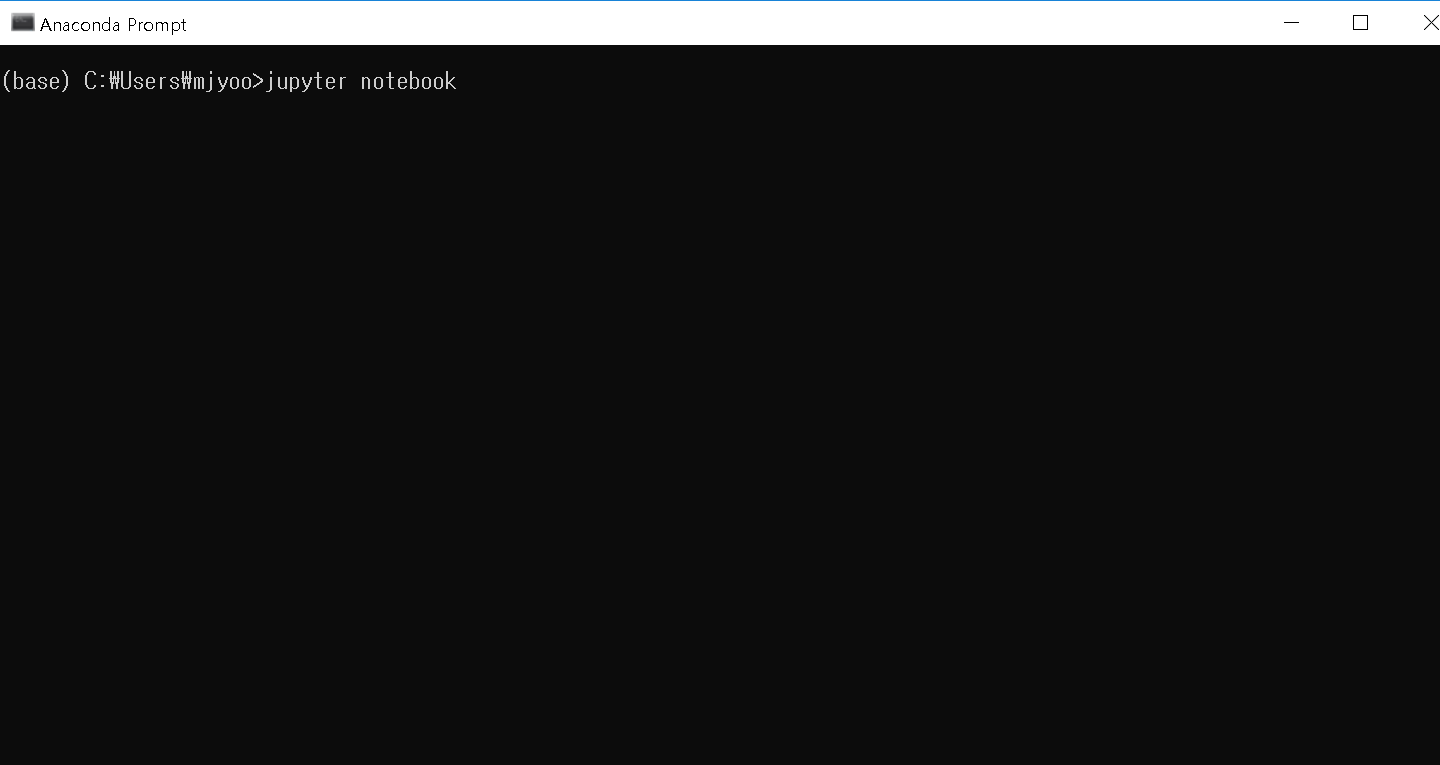 Anaconda Prompt
(base) C:₩Users₩mjyoo>jupyter notebook